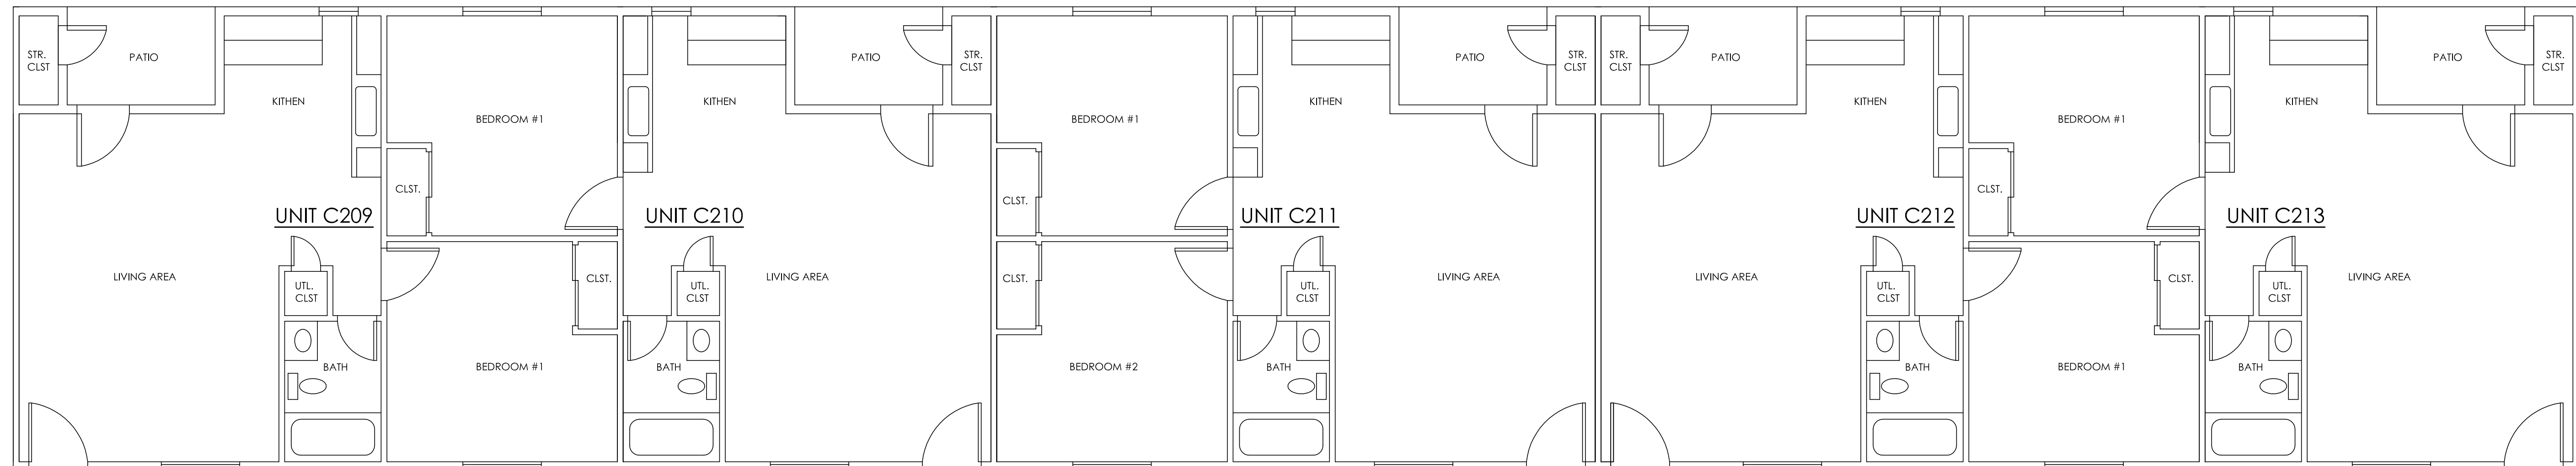 STR.
CLST
PATIO
KITHEN
BEDROOM #1
CLST.
UNIT C209
LIVING AREA
UTL.
CLST
BATH
BEDROOM #1
CLST.
KITHEN
PATIO
STR.
CLST
UNIT C210
UTL.
CLST
LIVING AREA
BATH
BEDROOM #1
CLST.
CLST.
BEDROOM #2
KITHEN
PATIO
STR.
CLST
UNIT C211
UTL.
CLST
LIVING AREA
BATH
STR.
CLST
PATIO
KITHEN
UNIT C212
LIVING AREA
UTL.
CLST
BATH
BEDROOM #1
CLST.
CLST.
BEDROOM #1
KITHEN
PATIO
STR.
CLST
UNIT C213
UTL.
CLST
LIVING AREA
BATH